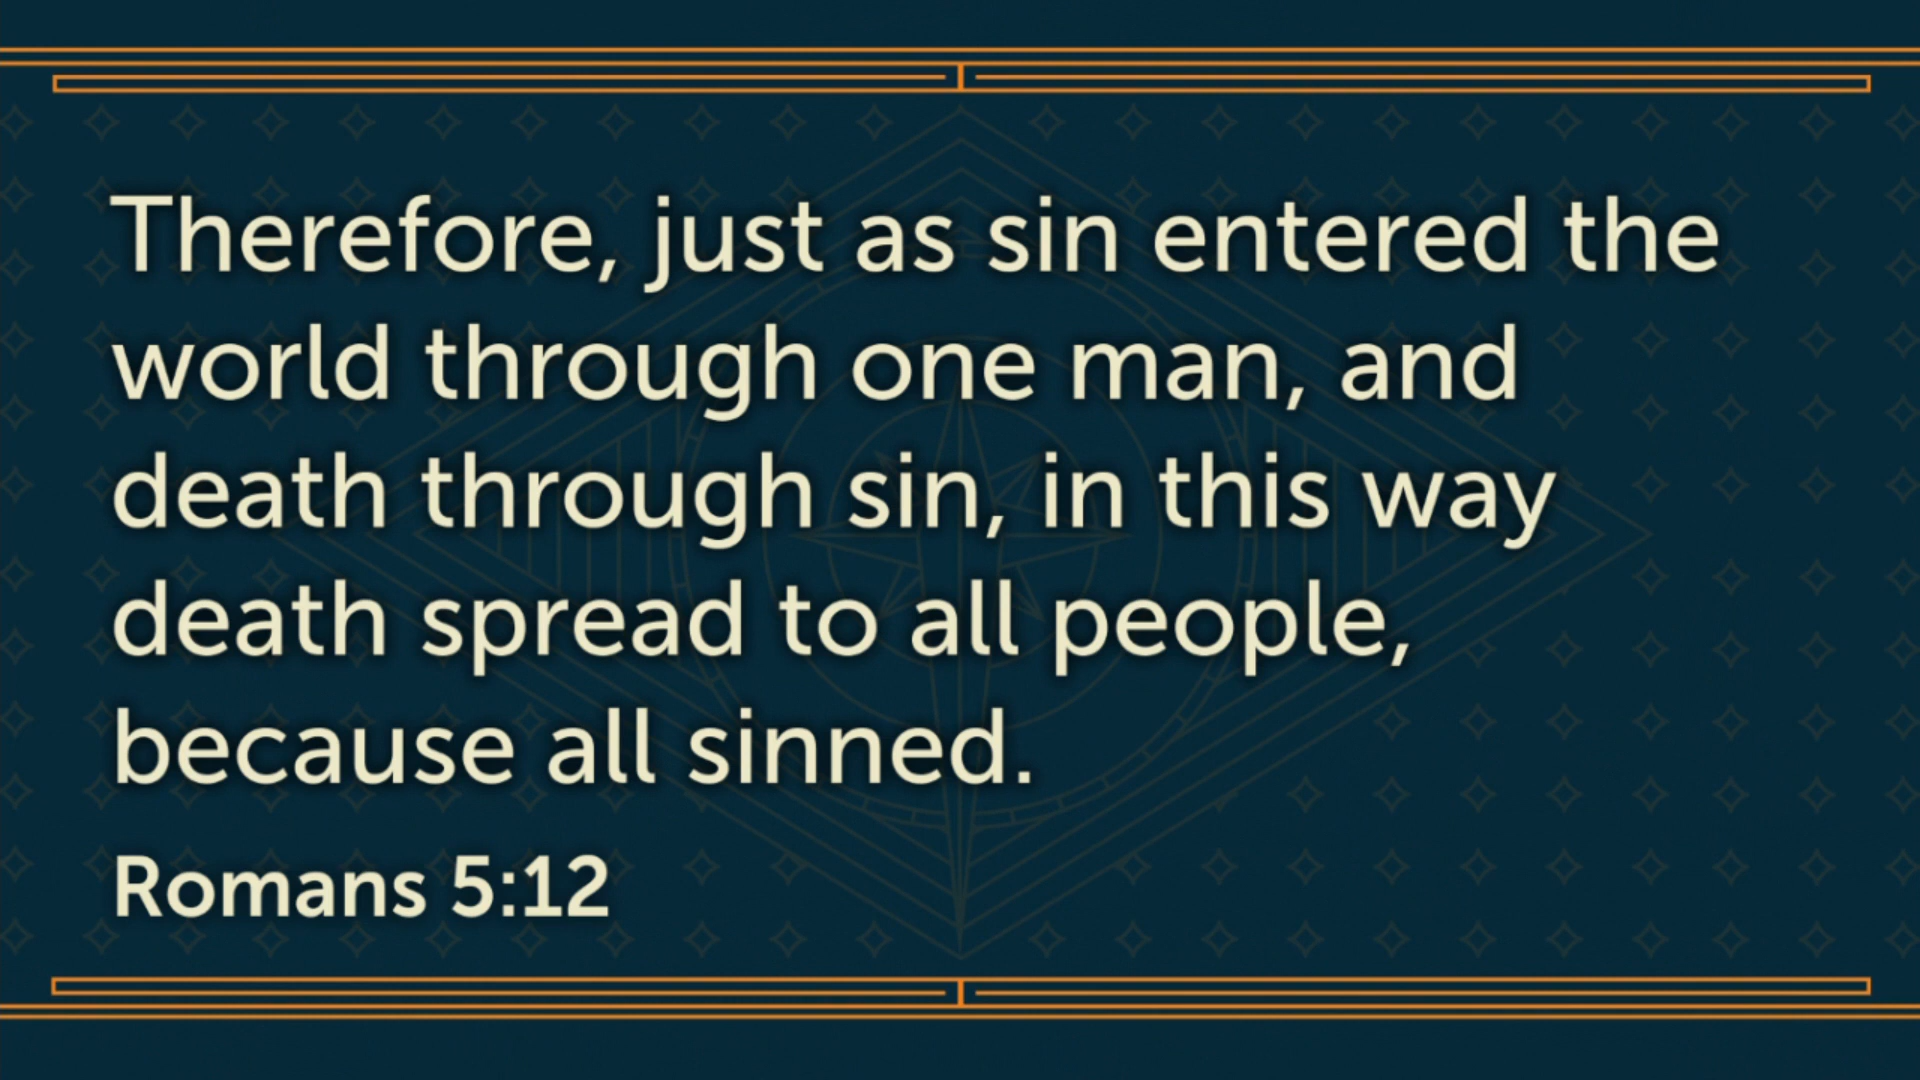 Therefore, just as sin entered the
world through one man, and
death through sin, in this way
death spread to all people,
because all sinned.
Romans 5:12